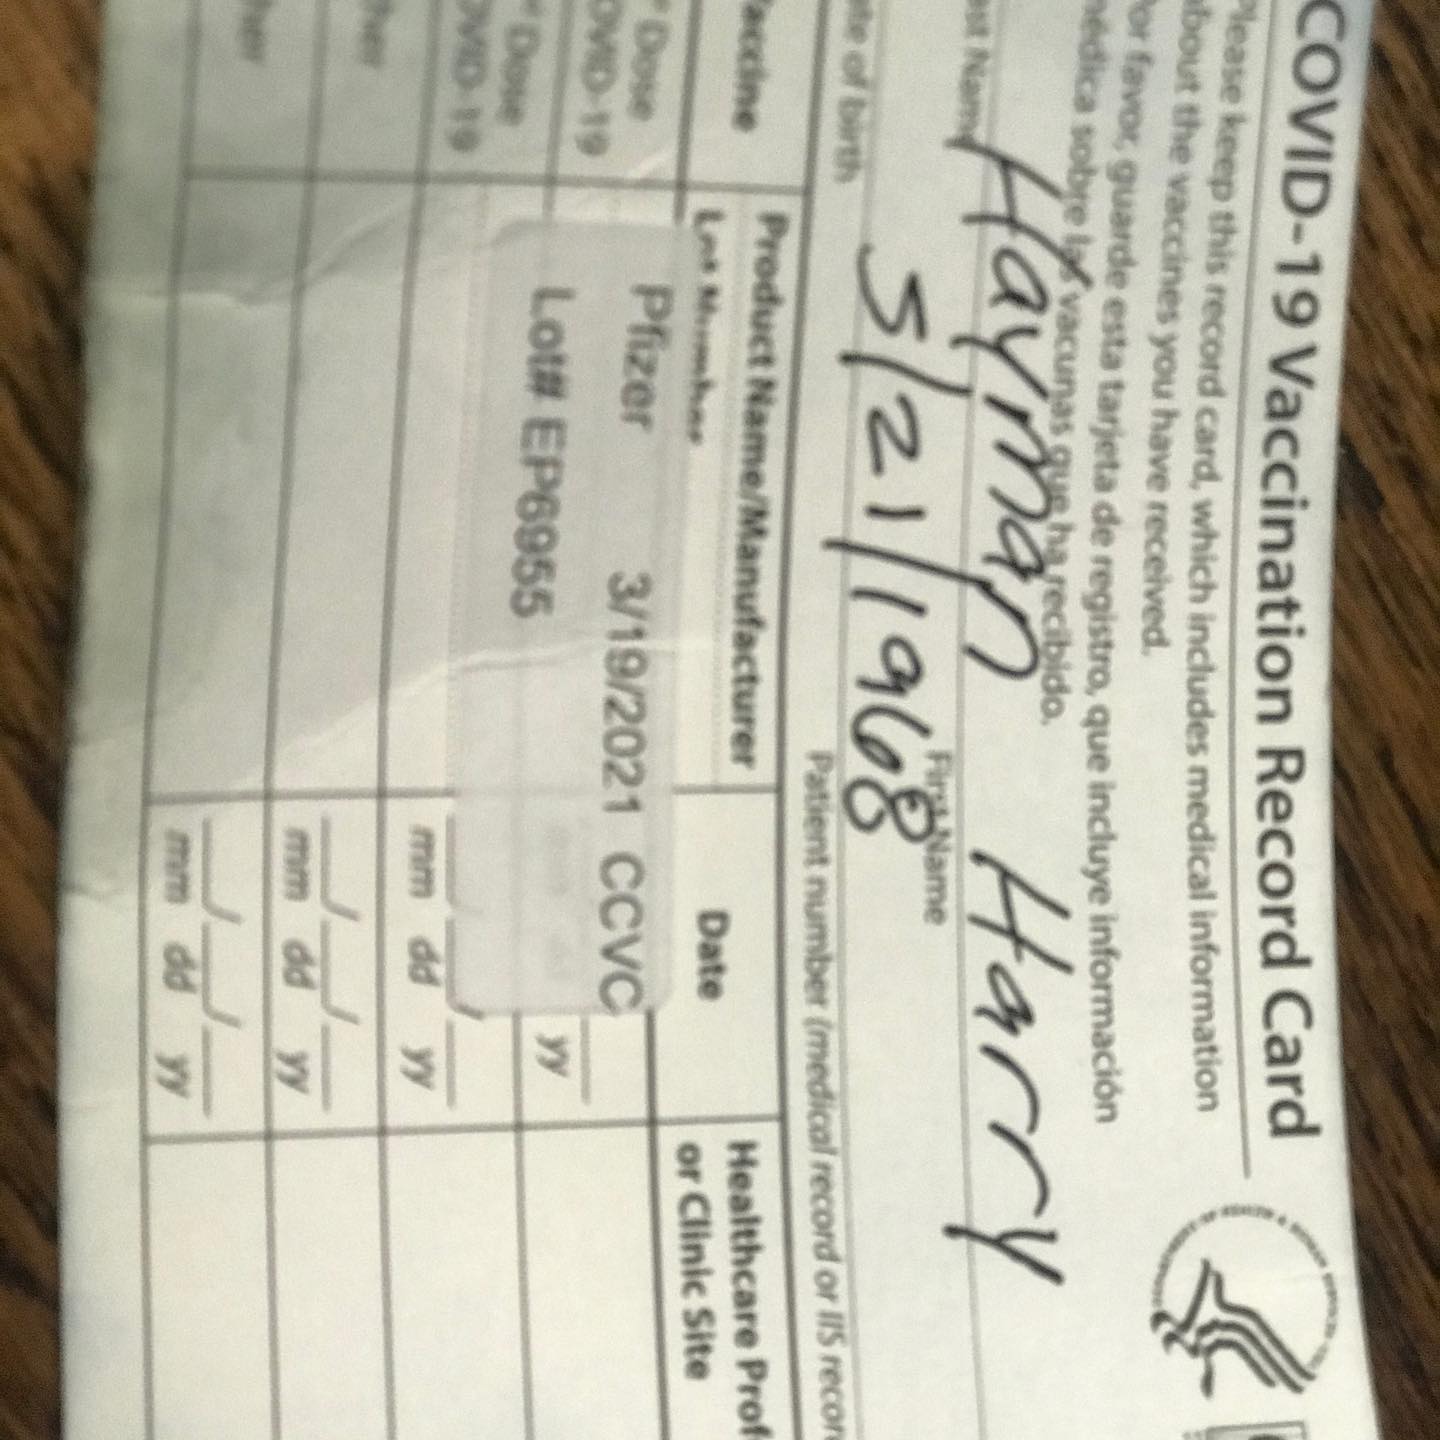 COVID-19 Vaccination Record Card
Please keep this record card, which includes medical information
about the vaccines you have received.
Por favor, guarde esta tarjeta de registro, que incluye información
médica sobre las vacunas que ha recibido.
Hayman Harry
Last Name First Name
5/21/1968
Date of birth Patient number (medical record or IIS record
Vaccine Product Name/Manufacturer Date Healthcare Prof
Lot Number or Clinic Site
Dose
COVID-19
Pfizer 3/19/2021 CCVC
Lot# EP6955
yy
Dose
COVID-19
mm dd yy
Other
mm dd yy
Other
mm dd yy